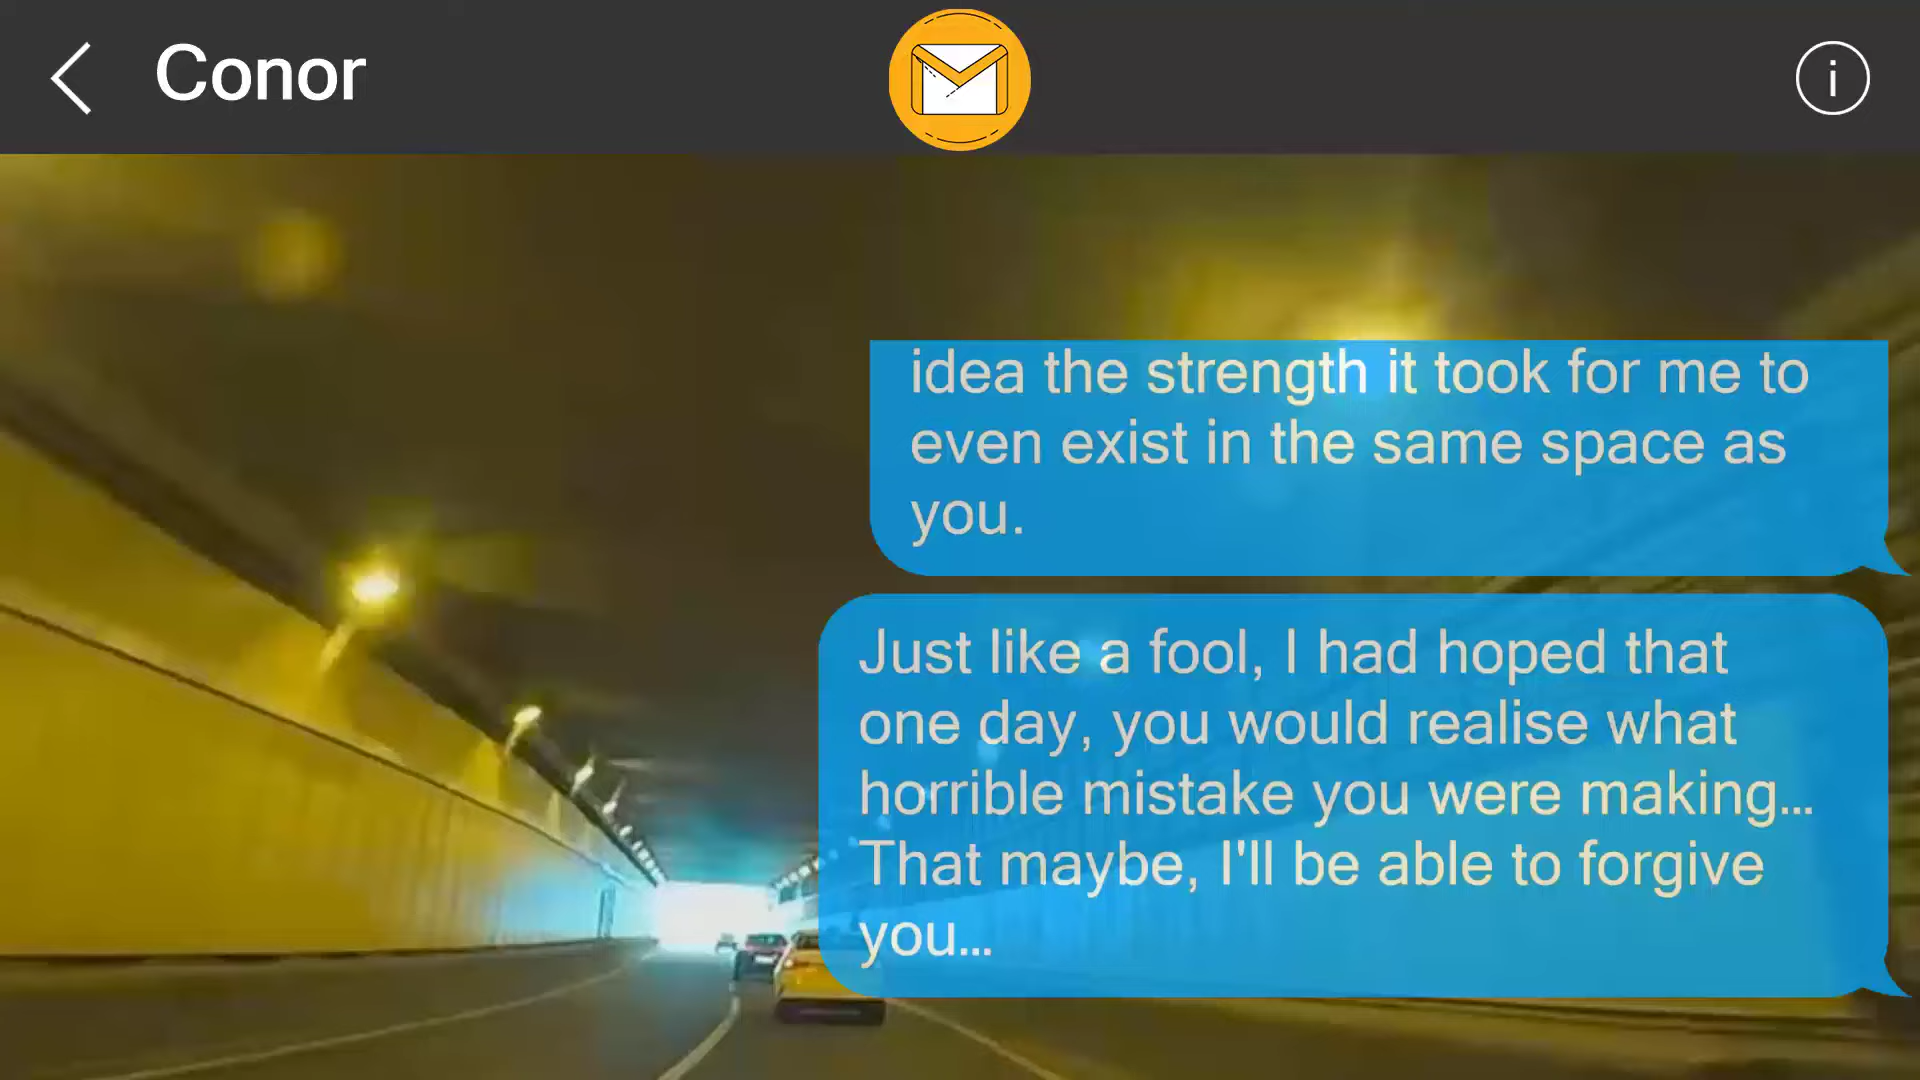 Conor
i
idea the strength it took for me to
even exist in the same space as
you.
Just like a fool, I had hoped that
one day, you would realise what
horrible mistake you were making...
That maybe, I'll be able to forgive
you...